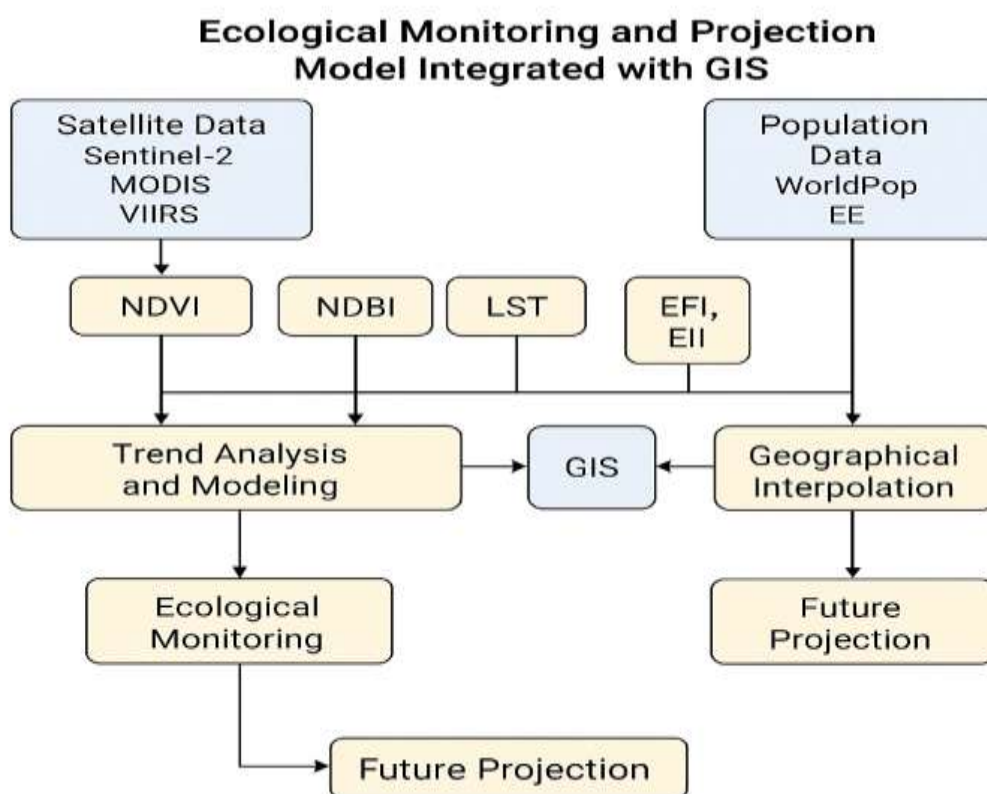 Ecological Monitoring and Projection
Model Integrated with GIS
Satellite Data
Sentinel-2
MODIS
VIIRS
Population
Data
WorldPop
EE
NDVI
NDBI
LST
EFI,
EII
Trend Analysis
and Modeling
GIS
Geographical
Interpolation
Ecological
Monitoring
Future
Projection
Future Projection